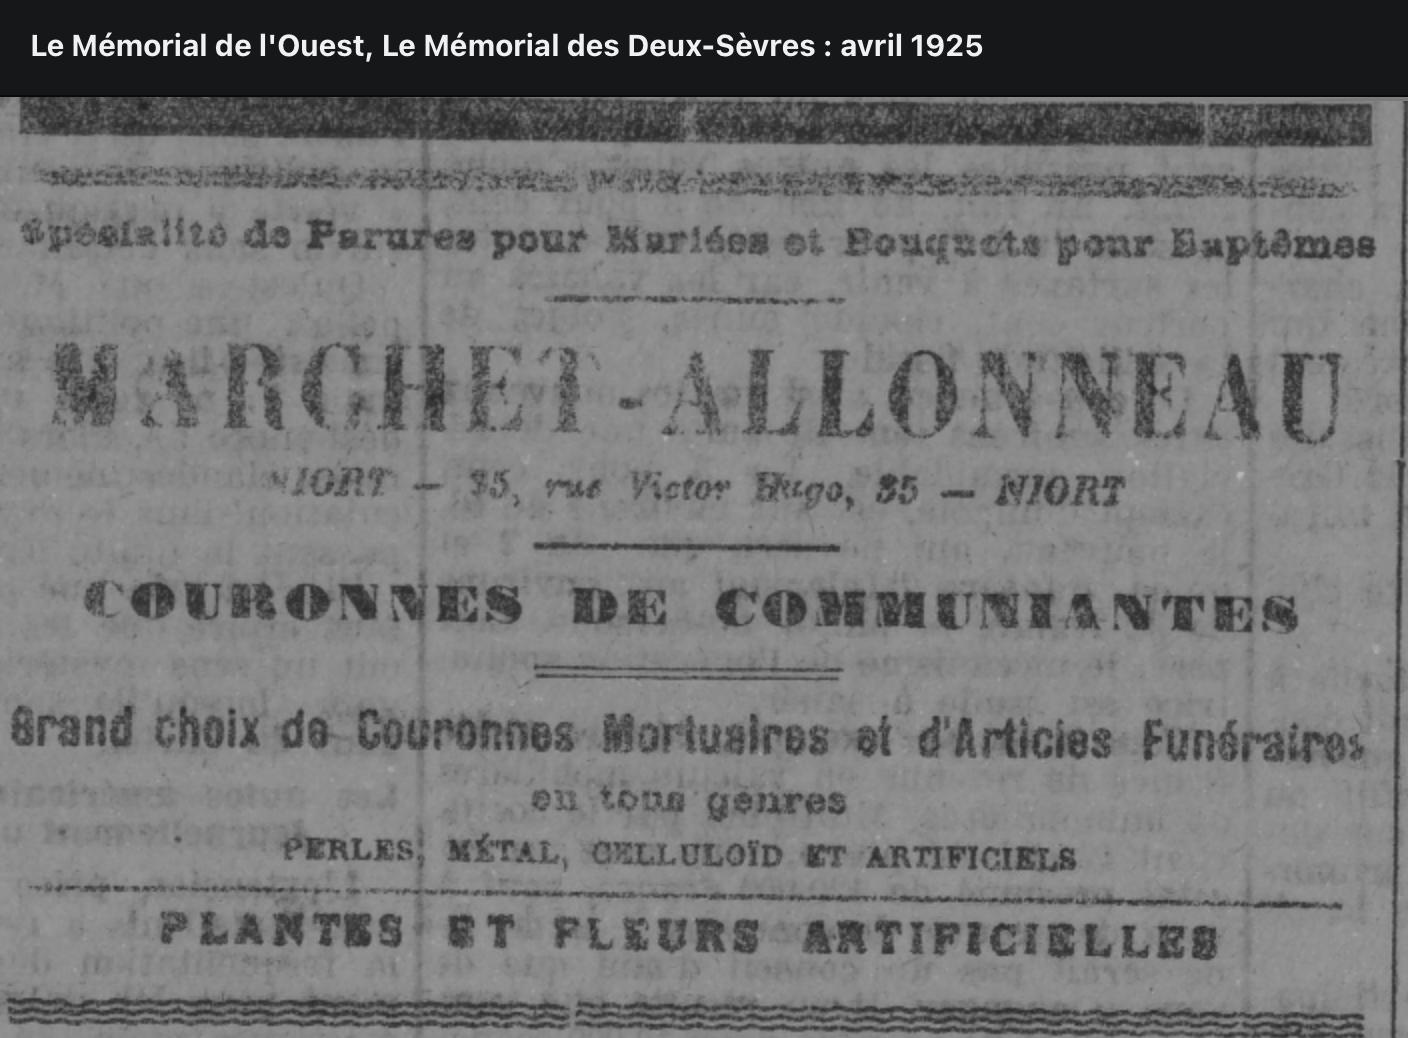 Le Mémorial de l'Ouest, Le Mémorial des Deux-Sèvres : avril 1925
Spécialité de Parures pour Mariées et Bouquets pour Baptêmes
MARCHET-ALLONNEAU
NIORT — 35, rue Victor Hugo, 35 — NIORT
COURONNES DE COMMUNIANTES
Grand choix de Couronnes Mortuaires et d'Articles Funéraires
en tous genres
PERLES, MÉTAL, CELLULOÏD ET ARTIFICIELS
PLANTES ET FLEURS ARTIFICIELLES